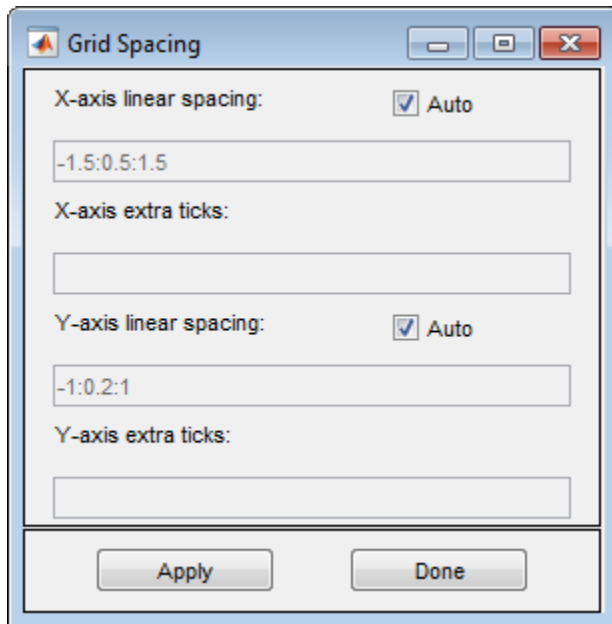 Grid Spacing
X-axis linear spacing: Auto
-1.5:0.5:1.5
X-axis extra ticks:
Y-axis linear spacing: Auto
-1:0.2:1
Y-axis extra ticks:
Apply Done